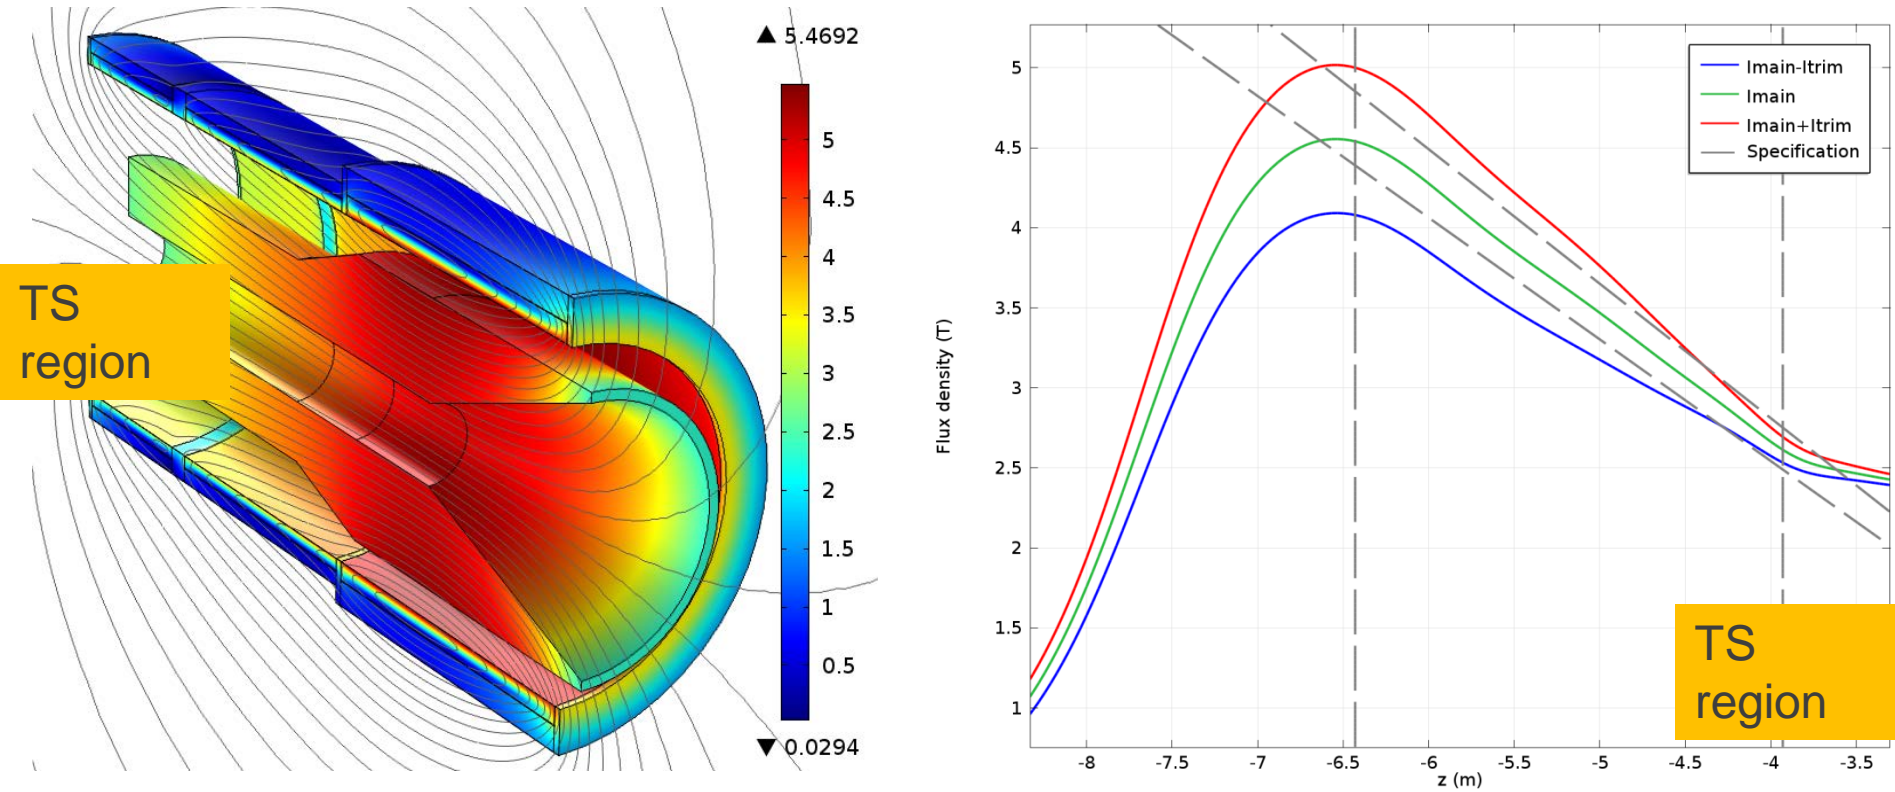 ▲ 5.4692
5
4.5
4
3.5
3
2.5
2
1.5
1
0.5
▼ 0.0294
TS
region
Flux density (T)
5
4.5
4
3.5
3
2.5
2
1.5
1
Imain-Itrim
Imain
Imain+Itrim
Specification
TS
region
-8 -7.5 -7 -6.5 -6 -5.5 -5 -4.5 -4 -3.5
z (m)